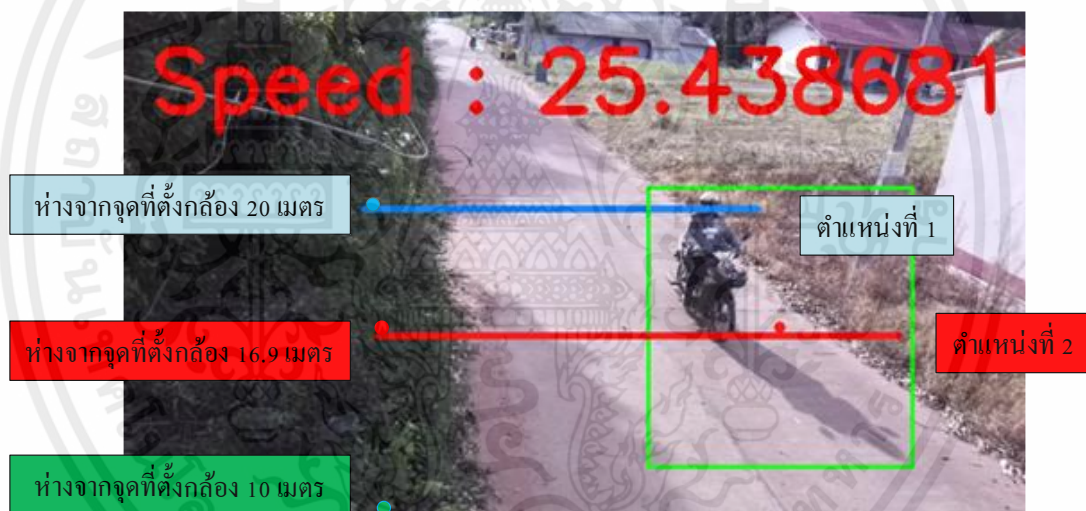 Speed : 25.438681
ห่างจากจุดที่ตั้งกล้อง 20 เมตร
ตำแหน่งที่ 1
ห่างจากจุดที่ตั้งกล้อง 16.9 เมตร
ตำแหน่งที่ 2
ห่างจากจุดที่ตั้งกล้อง 10 เมตร